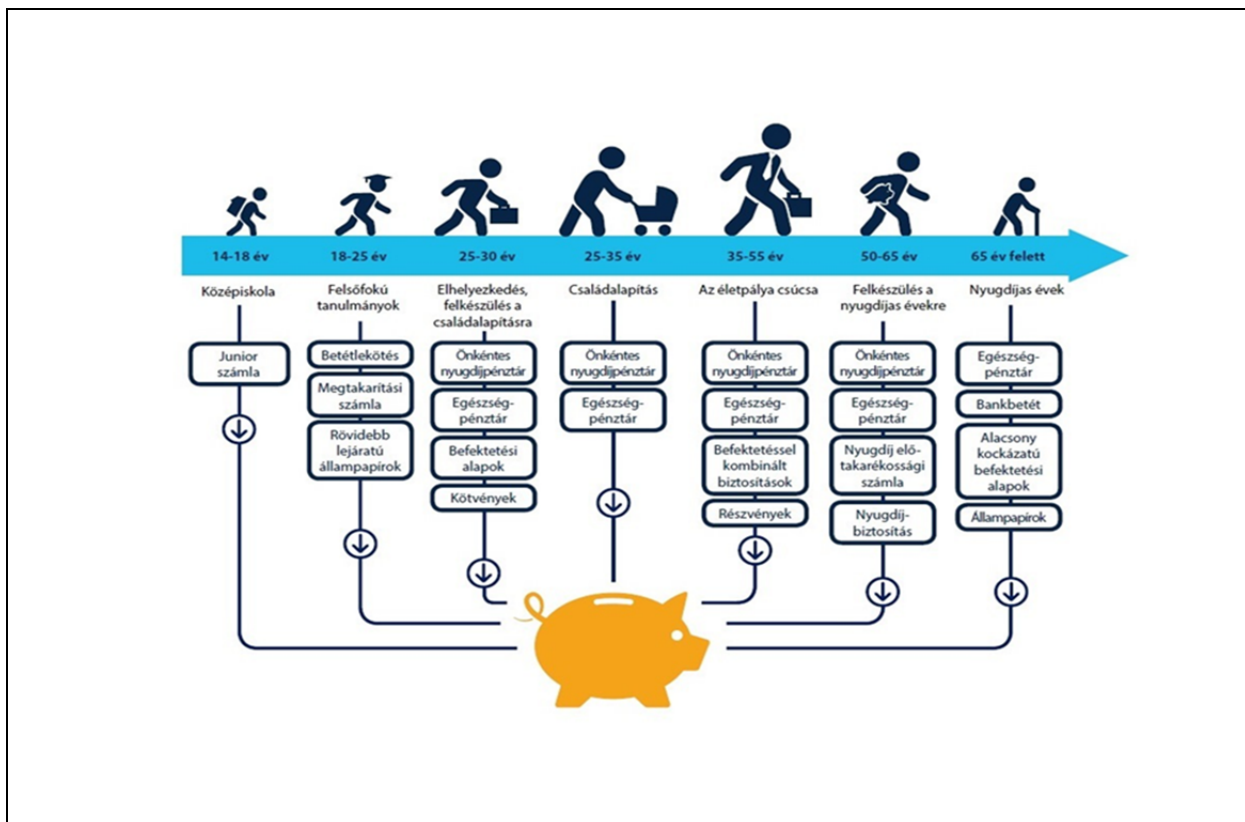 14-18 év
18-25 év
25-30 év
25-35 év
35-55 év
50-65 év
65 év felett
Középiskola
Felsőfokú
tanulmányok
Elhelyezkedés,
felkészülés a
családalapításra
Családalapítás
Az életpálya csúcsa
Felkészülés a
nyugdíjas évekre
Nyugdíjas évek
Junior
számla
Betétlekötés
Megtakarítási
számla
Rövidebb
lejáratú
állampapírok
Önkéntes
nyugdíjpénztár
Egészség-
pénztár
Befektetési
alapok
Kötvények
Önkéntes
nyugdíjpénztár
Egészség-
pénztár
Önkéntes
nyugdíjpénztár
Egészség-
pénztár
Befektetéssel
kombinált
biztosítások
Részvények
Önkéntes
nyugdíjpénztár
Egészség-
pénztár
Nyugdíj elő-
takarékossági
számla
Nyugdíj-
biztosítás
Egészség-
pénztár
Bankbetét
Alacsony
kockázatú
befektetési
alapok
Állampapírok